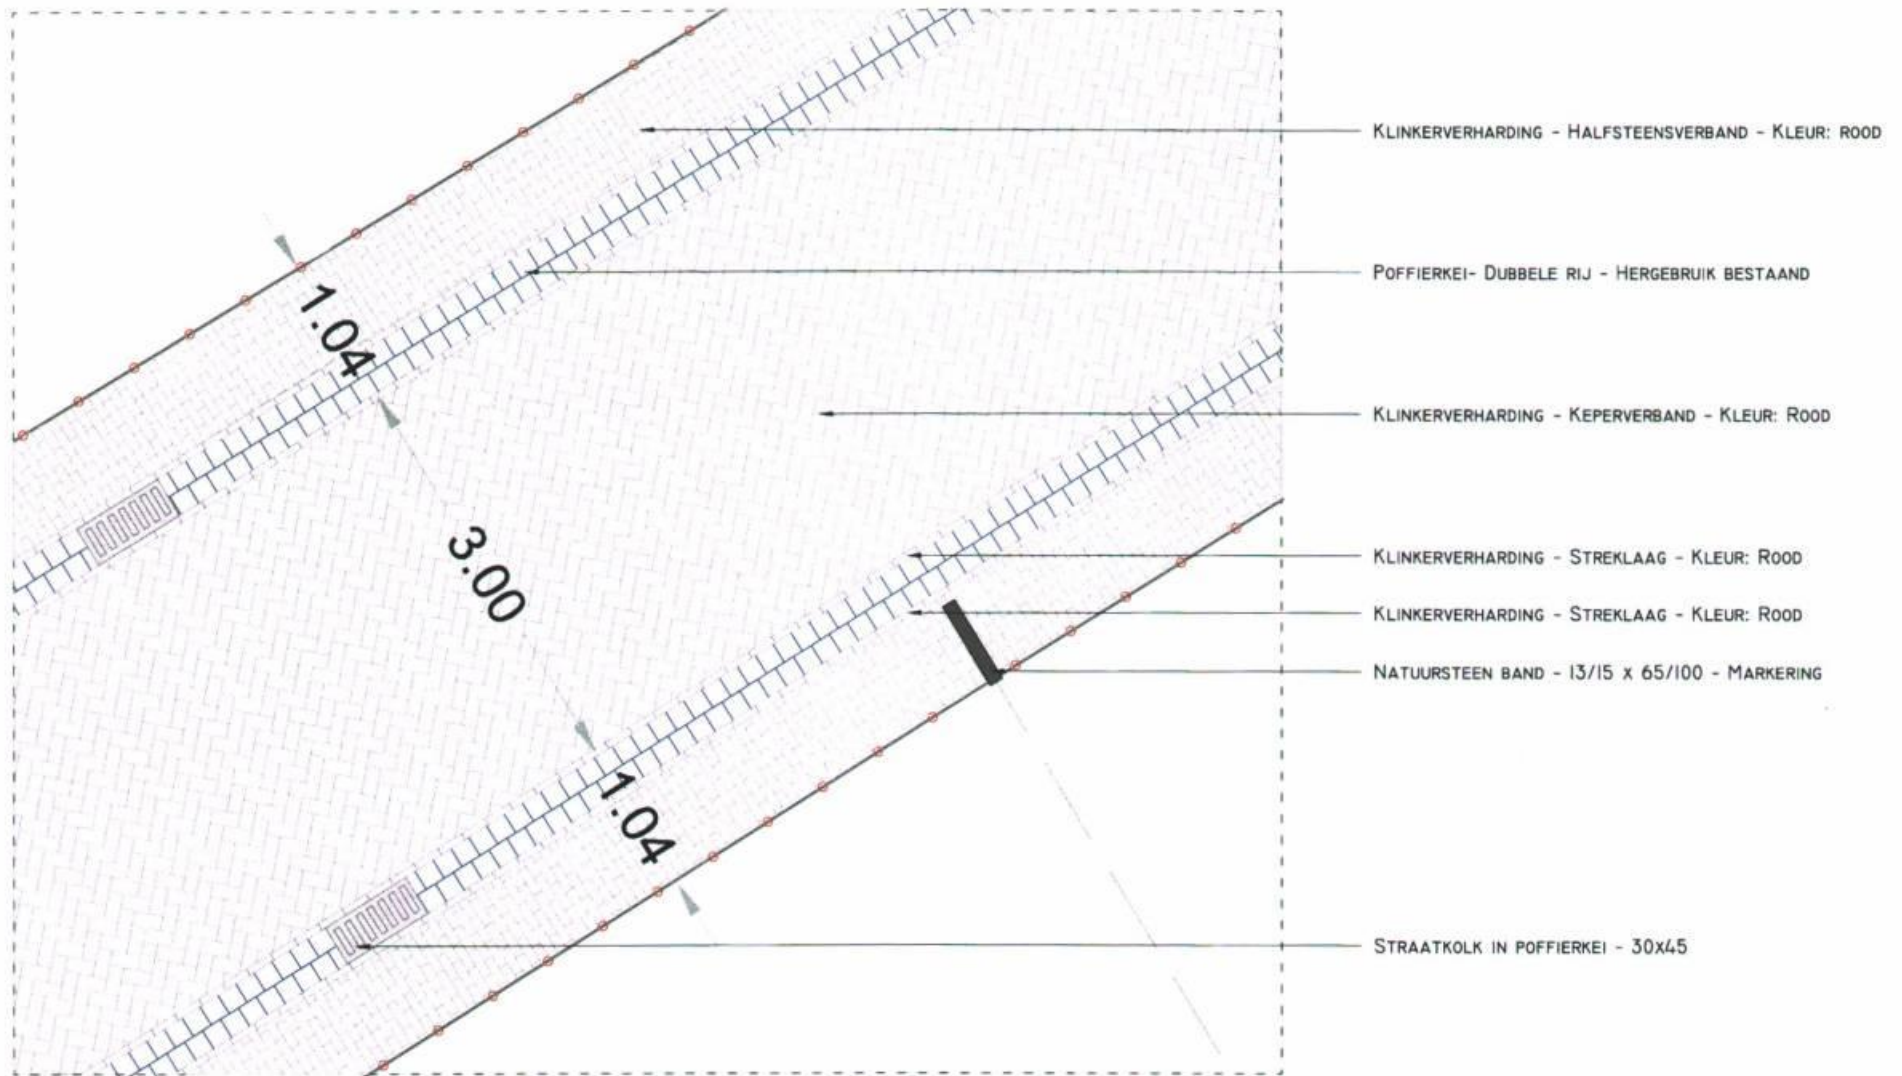 KLINKERVERHARDING - HALFSTEENSVERBAND - KLEUR: ROOD
POFFIERKEI- DUBBELE RIJ - HERGEBRUIK BESTAAND
1.04
KLINKERVERHARDING - KEPERVERBAND - KLEUR: ROOD
3.00
KLINKERVERHARDING - STREKLAAG - KLEUR: ROOD
KLINKERVERHARDING - STREKLAAG - KLEUR: ROOD
NATUURSTEEN BAND - 13/15 X 65/100 - MARKERING
1.04
STRAATKOLK IN POFFIERKEI - 30X45